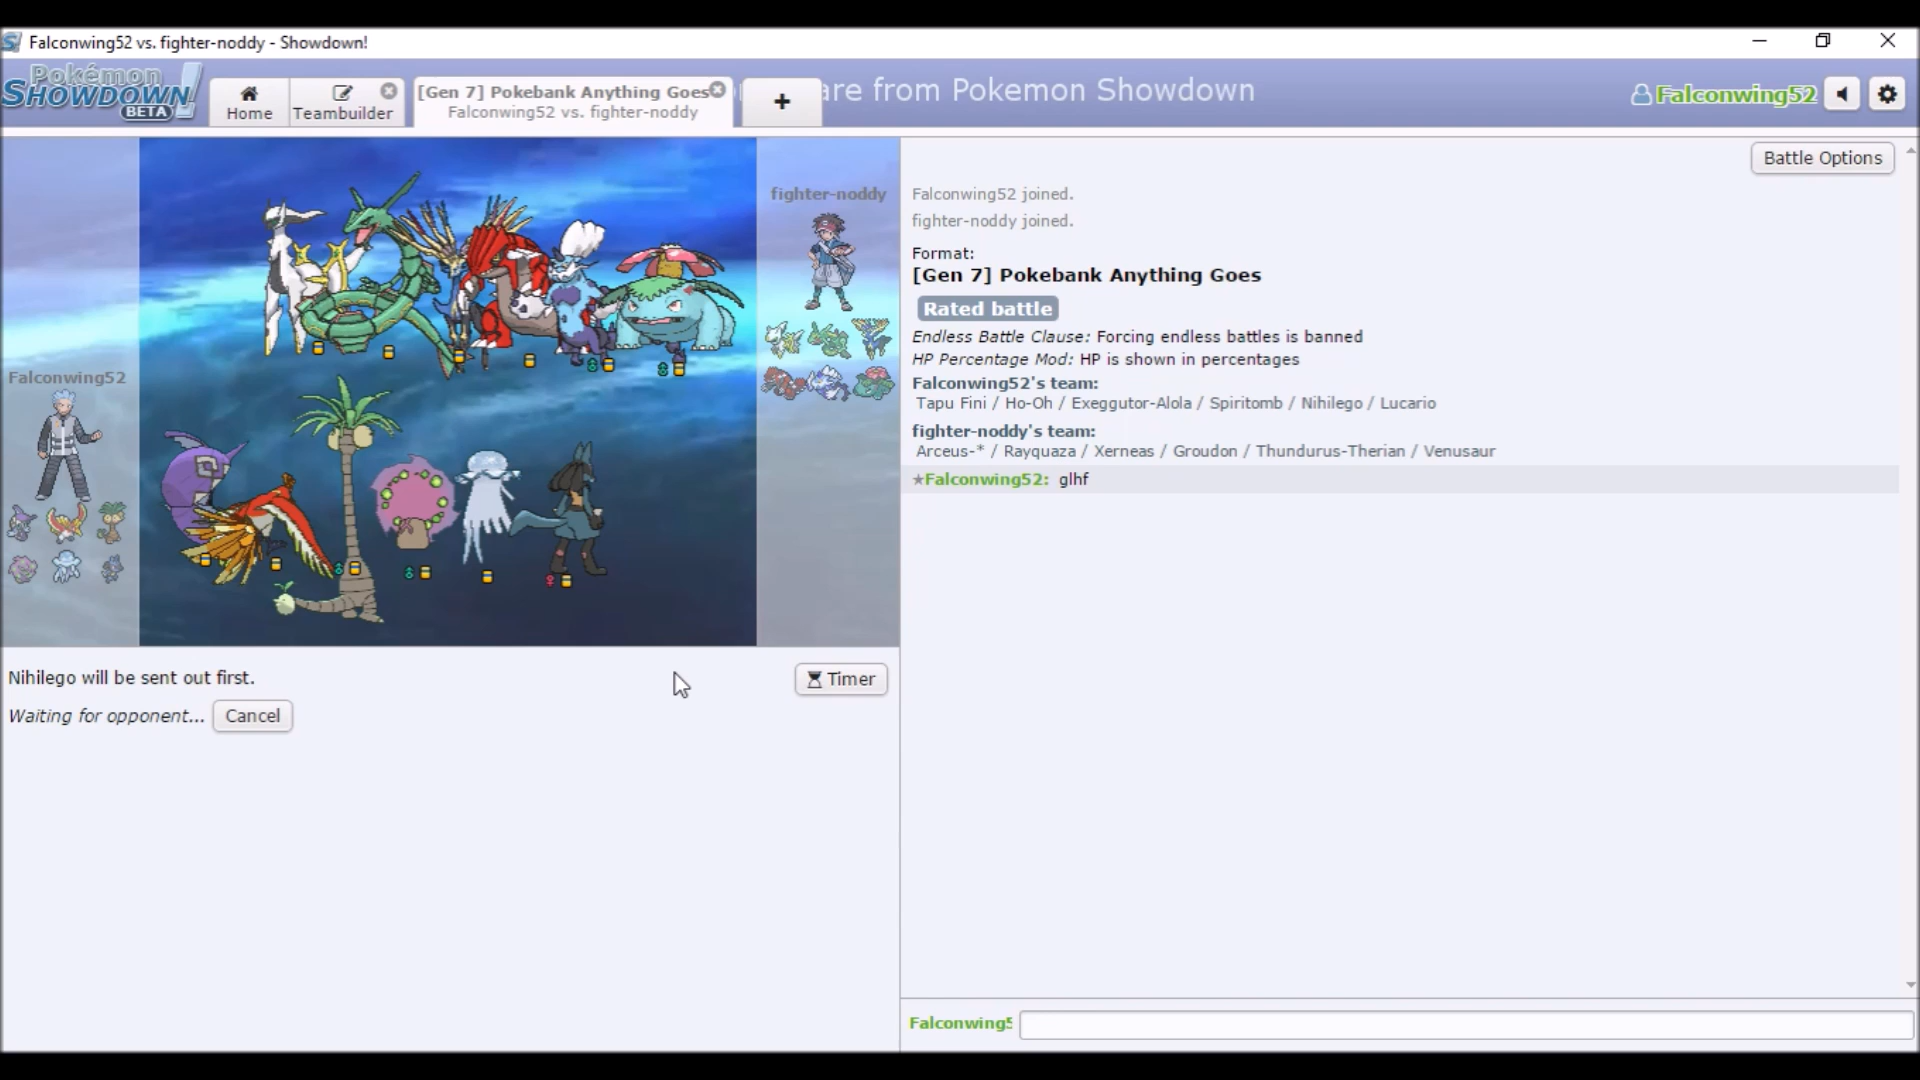 Falconwing52 vs. fighter-noddy - Showdown!
Pokémon
SHOWDOWN!
BETA
Home
Teambuilder
[Gen 7] Pokebank Anything Goes
Falconwing52 vs. fighter-noddy
+
are from Pokemon Showdown
Falconwing52
Battle Options
fighter-noddy
Falconwing52
Falconwing52 joined.
fighter-noddy joined.
Format:
[Gen 7] Pokebank Anything Goes
Rated battle
Endless Battle Clause: Forcing endless battles is banned
HP Percentage Mod: HP is shown in percentages
Falconwing52's team:
Tapu Fini / Ho-Oh / Exeggutor-Alola / Spiritomb / Nihilego / Lucario
fighter-noddy's team:
Arceus-* / Rayquaza / Xerneas / Groudon / Thundurus-Therian / Venusaur
★Falconwing52: glhf
Nihilego will be sent out first.
Timer
Waiting for opponent...
Cancel
Falconwing5